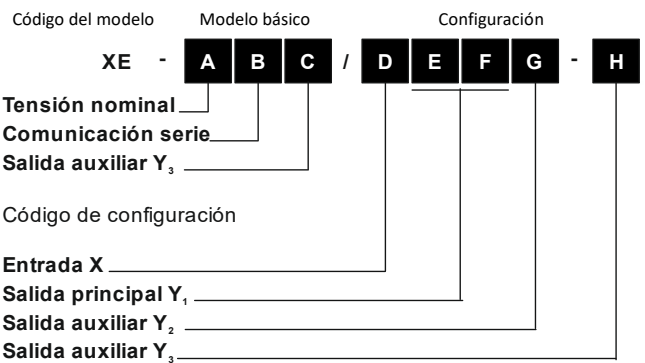 Código del modelo Modelo básico Configuración
XE - A B C / D E F G - H
Tensión nominal
Comunicación serie
Salida auxiliar Y₃
Código de configuración
Entrada X
Salida principal Y₁
Salida auxiliar Y₂
Salida auxiliar Y₃